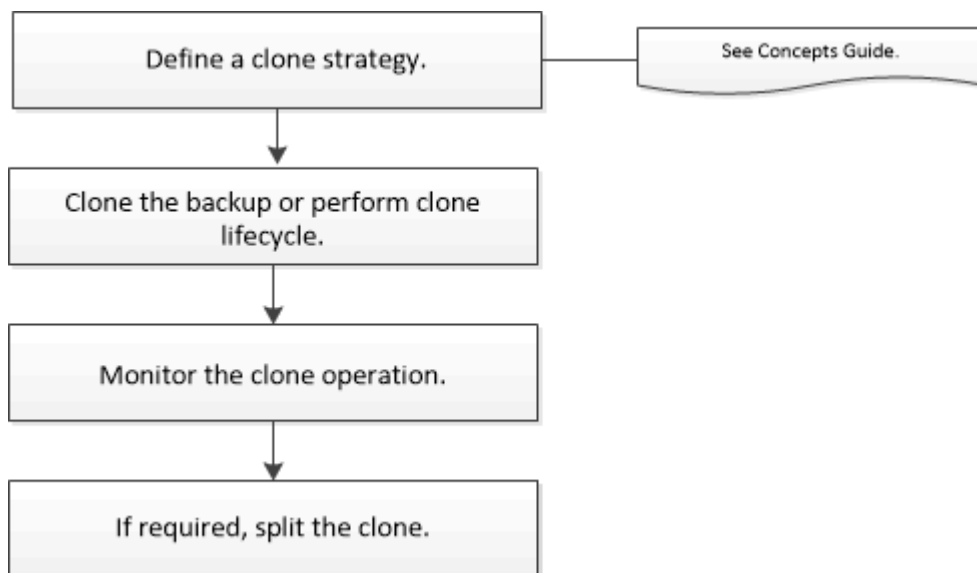 Define a clone strategy.
See Concepts Guide.
Clone the backup or perform clone
lifecycle.
Monitor the clone operation.
If required, split the clone.